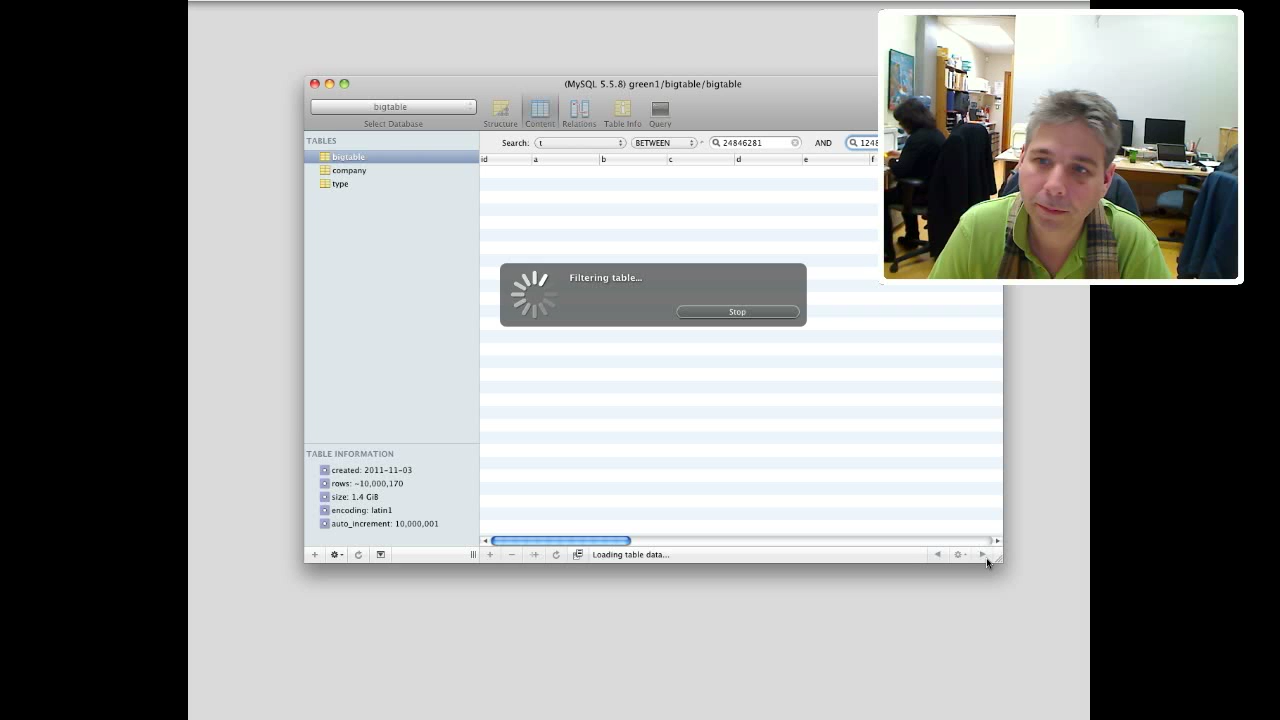 (MySQL 5.5.8) green1/bigtable/bigtable
bigtable
Select Database
Structure
Content
Relations
Table Info
Query
TABLES
bigtable
company
type
Search:
t
BETWEEN
24846281
AND
1248
id a b c d e f
Filtering table...
Stop
TABLE INFORMATION
created: 2011-11-03
rows: ~10,000,170
size: 1.4 GiB
encoding: latin1
auto_increment: 10,000,001
Loading table data...